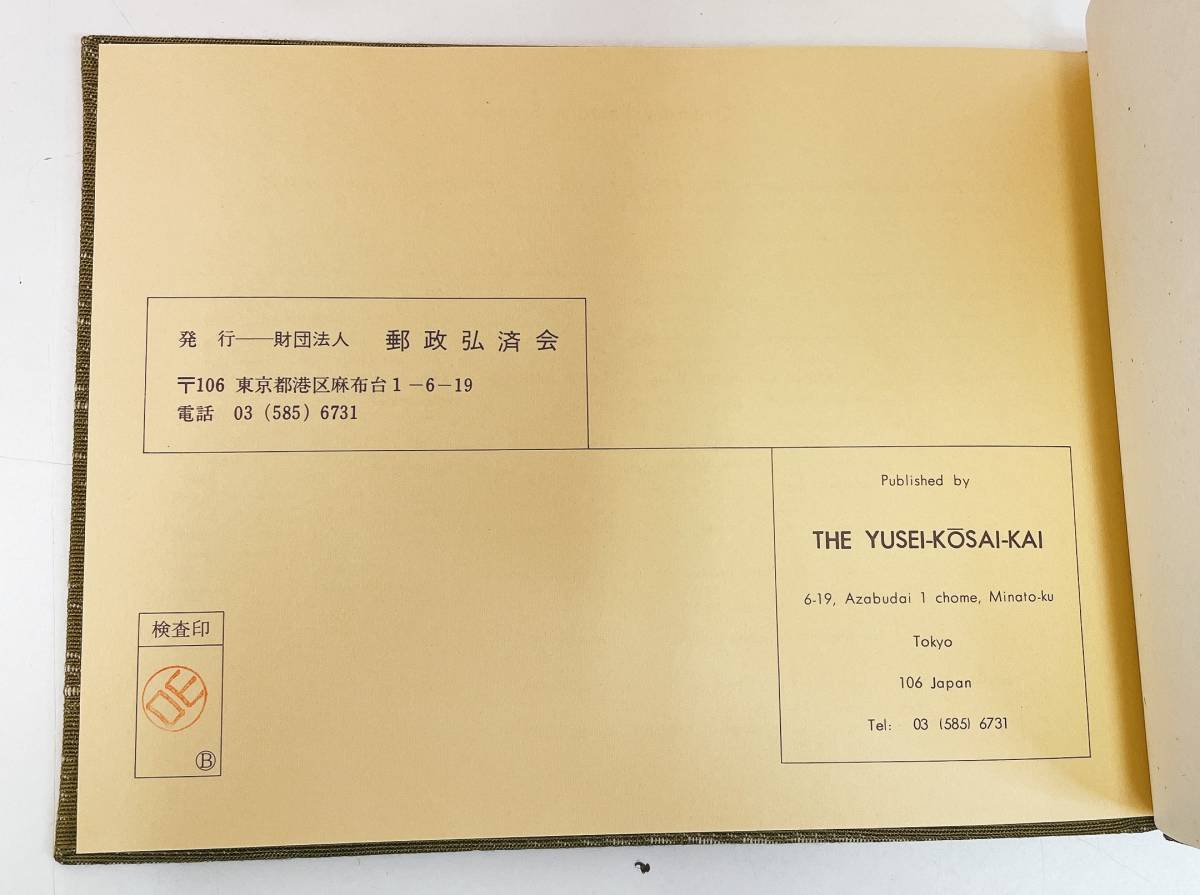 発 行──財団法人 郵政弘済会
〒106 東京都港区麻布台1-6-19
電話 03 (585) 6731
Published by
THE YUSEI-KŌSAI-KAI
6-19, Azabudai 1 chome, Minato-ku
Tokyo
106 Japan
Tel: 03 (585) 6731
検査印
Ⓑ